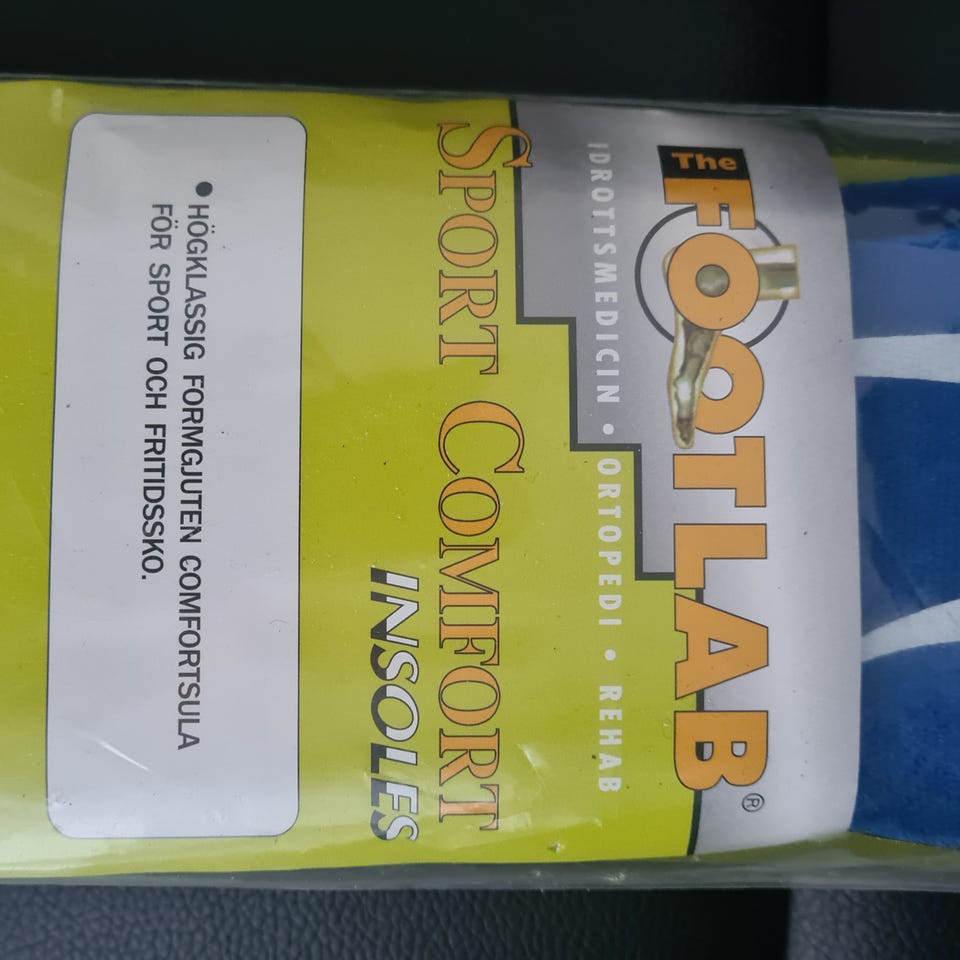 The
FOOTLAB®
IDROTTSMEDICIN • ORTOPEDI • REHAB
SPORT COMFORT
INSOLES
• HÖGKLASSIG FORMGJUTEN COMFORTSULA
FÖR SPORT OCH FRITIDSSKO.